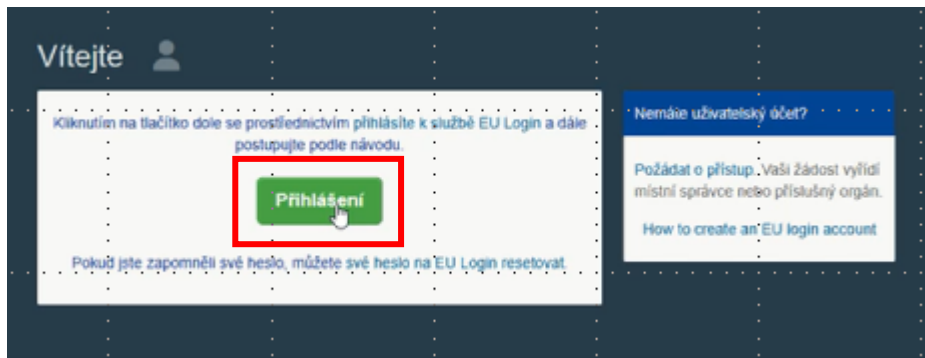 Vítejte
Kliknutím na tlačítko dole se prostřednictvím přihlásíte k službě EU Login a dále
postupujte podle návodu.
Přihlášení
Pokud jste zapomněli své heslo, můžete své heslo na EU Login resetovat.
Nemáte uživatelský účet?
Požádat o přístup. Vaši žádost vyřídí
místní správce nebo příslušný orgán.
How to create an EU login account